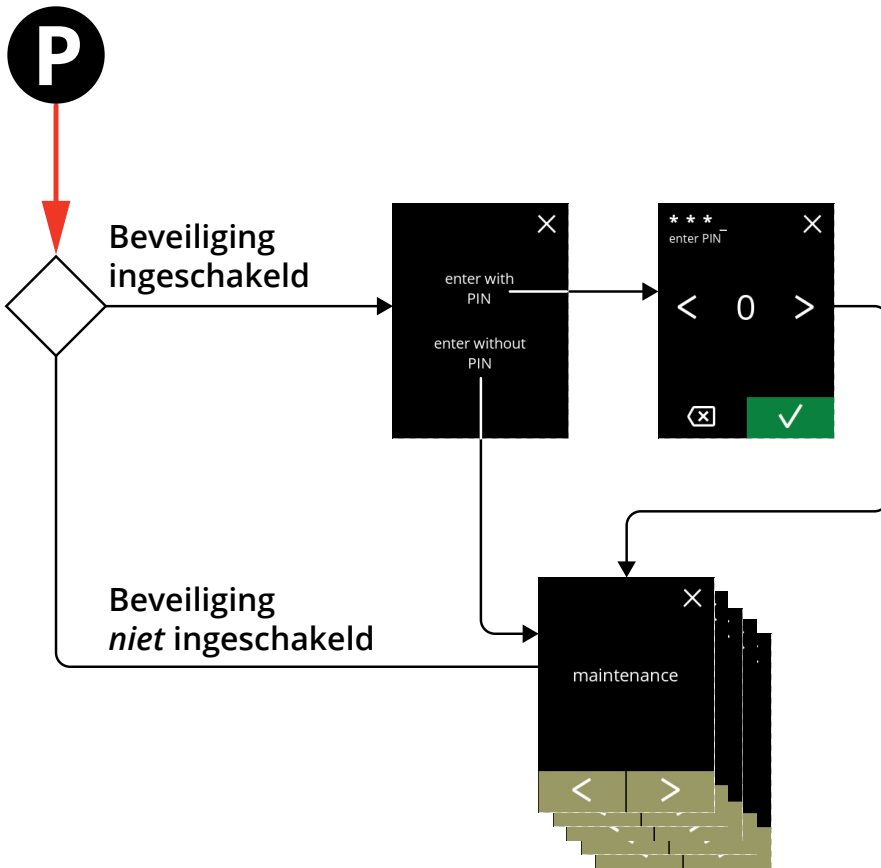 P
Beveiliging
ingeschakeld
enter with
PIN
enter without
PIN
* * * _
enter PIN
< 0 >
Beveiliging
niet ingeschakeld
maintenance
< >